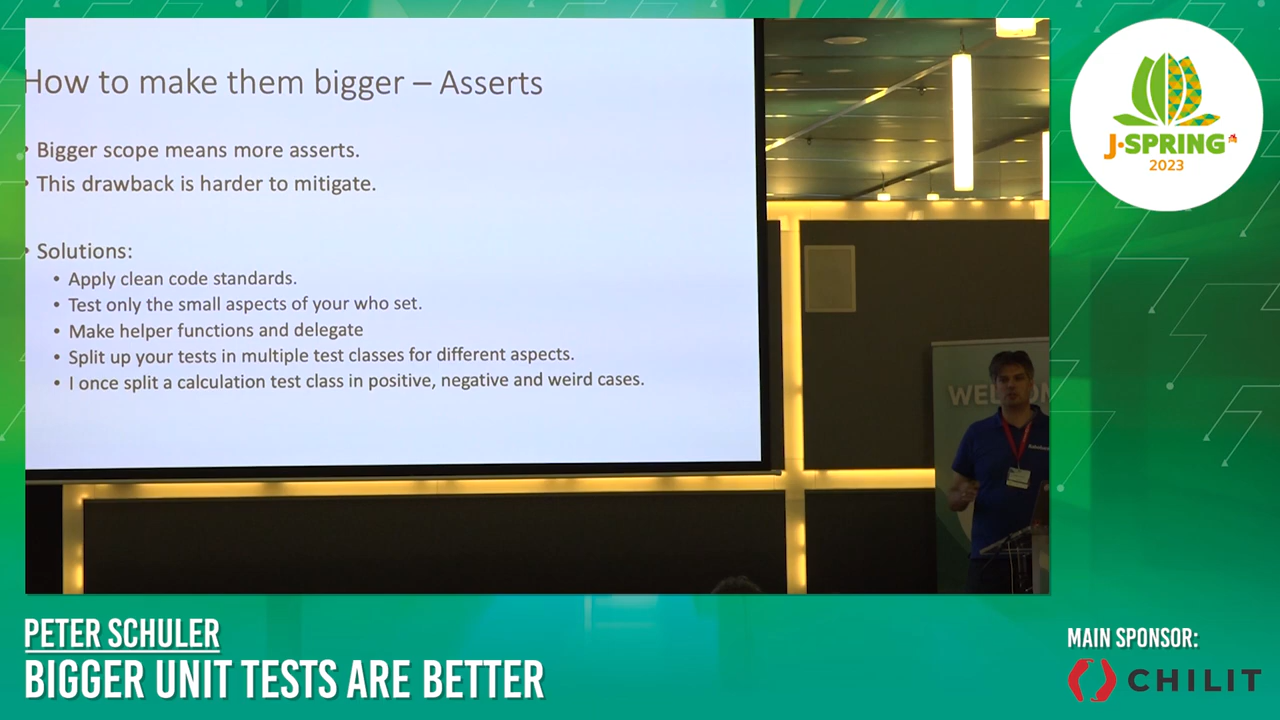 How to make them bigger – Asserts
• Bigger scope means more asserts.
• This drawback is harder to mitigate.
• Solutions:
• Apply clean code standards.
• Test only the small aspects of your who set.
• Make helper functions and delegate
• Split up your tests in multiple test classes for different aspects.
• I once split a calculation test class in positive, negative and weird cases.
J-SPRING
2023
WELCOM
PETER SCHULER
BIGGER UNIT TESTS ARE BETTER
MAIN SPONSOR:
CHILIT